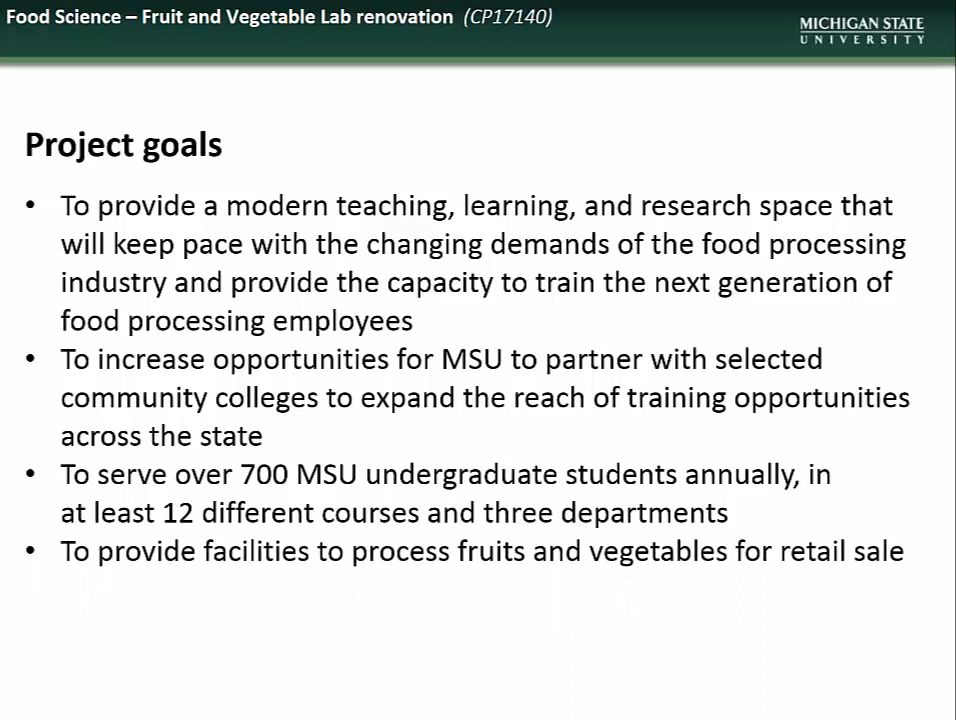 Food Science – Fruit and Vegetable Lab renovation (CP17140)
MICHIGAN STATE
UNIVERSITY
Project goals
• To provide a modern teaching, learning, and research space that
will keep pace with the changing demands of the food processing
industry and provide the capacity to train the next generation of
food processing employees
• To increase opportunities for MSU to partner with selected
community colleges to expand the reach of training opportunities
across the state
• To serve over 700 MSU undergraduate students annually, in
at least 12 different courses and three departments
• To provide facilities to process fruits and vegetables for retail sale